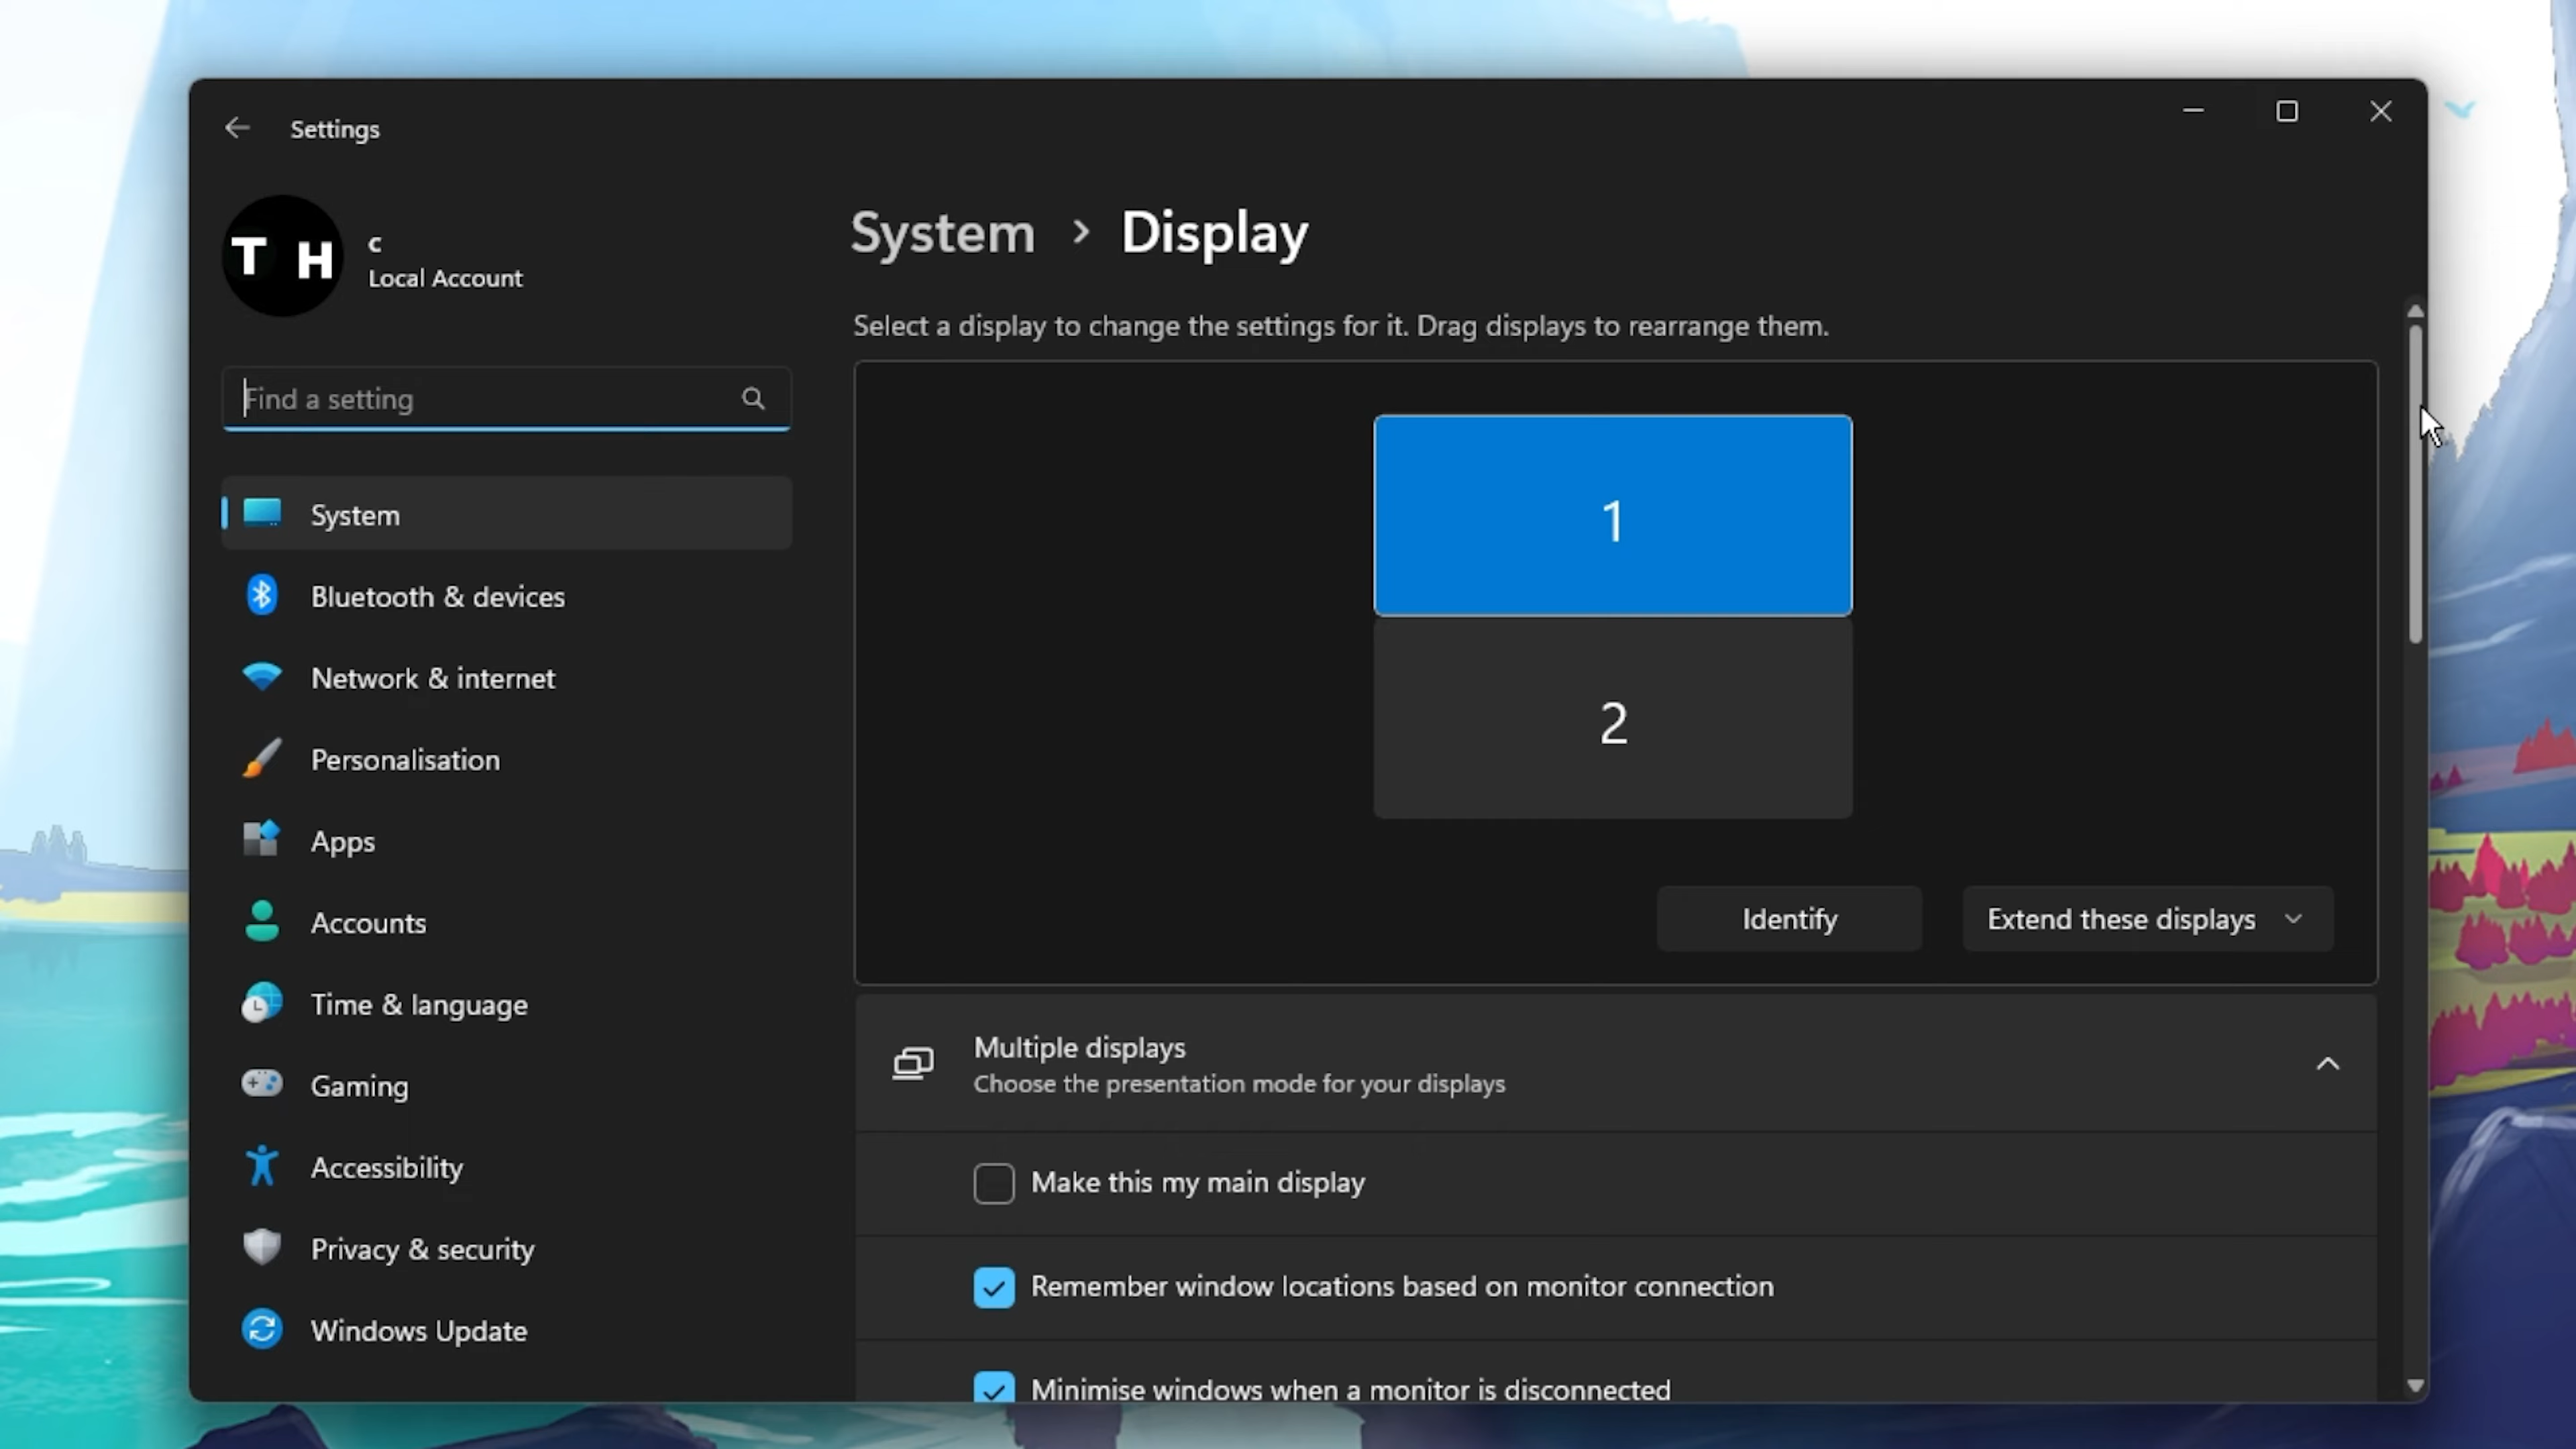 Settings
T H
c
Local Account
Find a setting
System
Bluetooth & devices
Network & internet
Personalisation
Apps
Accounts
Time & language
Gaming
Accessibility
Privacy & security
Windows Update
System > Display
Select a display to change the settings for it. Drag displays to rearrange them.
1
2
Identify
Extend these displays
Multiple displays
Choose the presentation mode for your displays
Make this my main display
Remember window locations based on monitor connection
Minimise windows when a monitor is disconnected